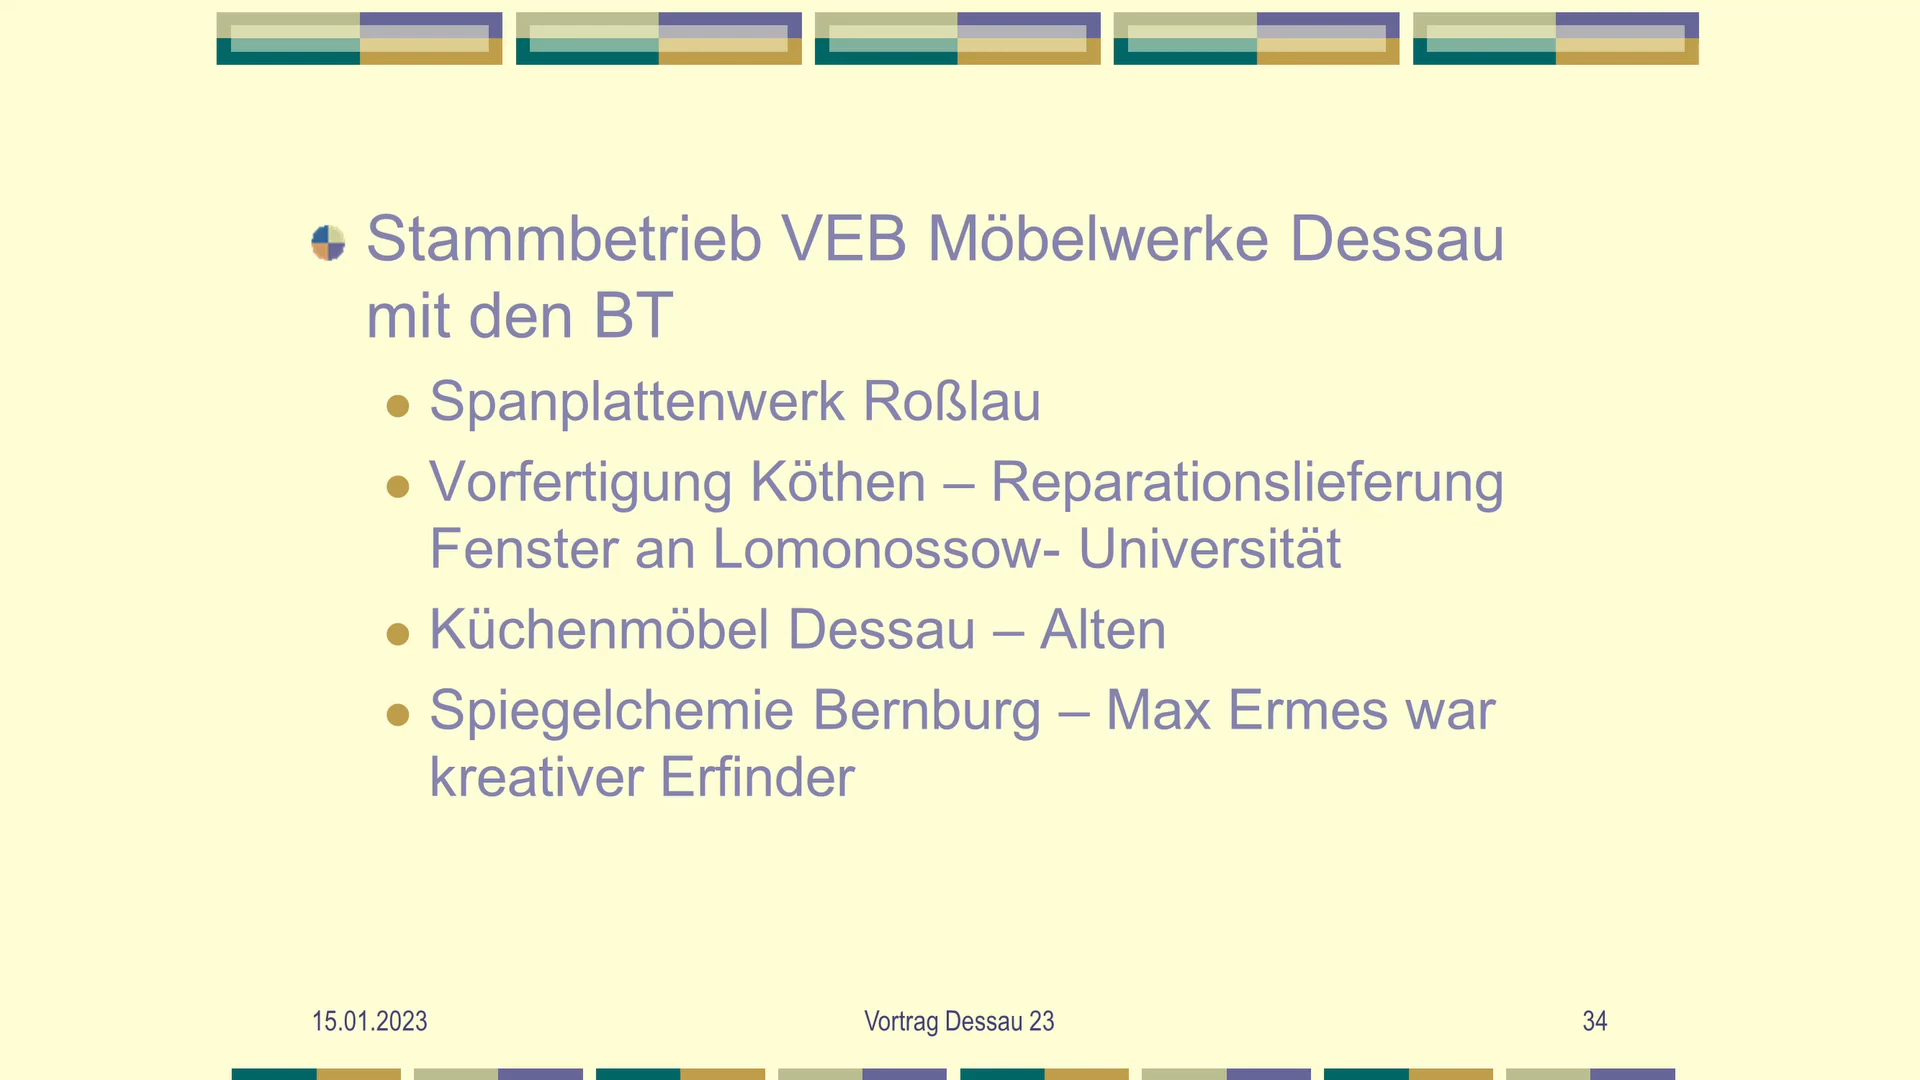 Stammbetrieb VEB Möbelwerke Dessau
mit den BT
Spanplattenwerk Roßlau
Vorfertigung Köthen – Reparationslieferung
Fenster an Lomonossow- Universität
Küchenmöbel Dessau – Alten
Spiegelchemie Bernburg – Max Ermes war
kreativer Erfinder
15.01.2023
Vortrag Dessau 23
34